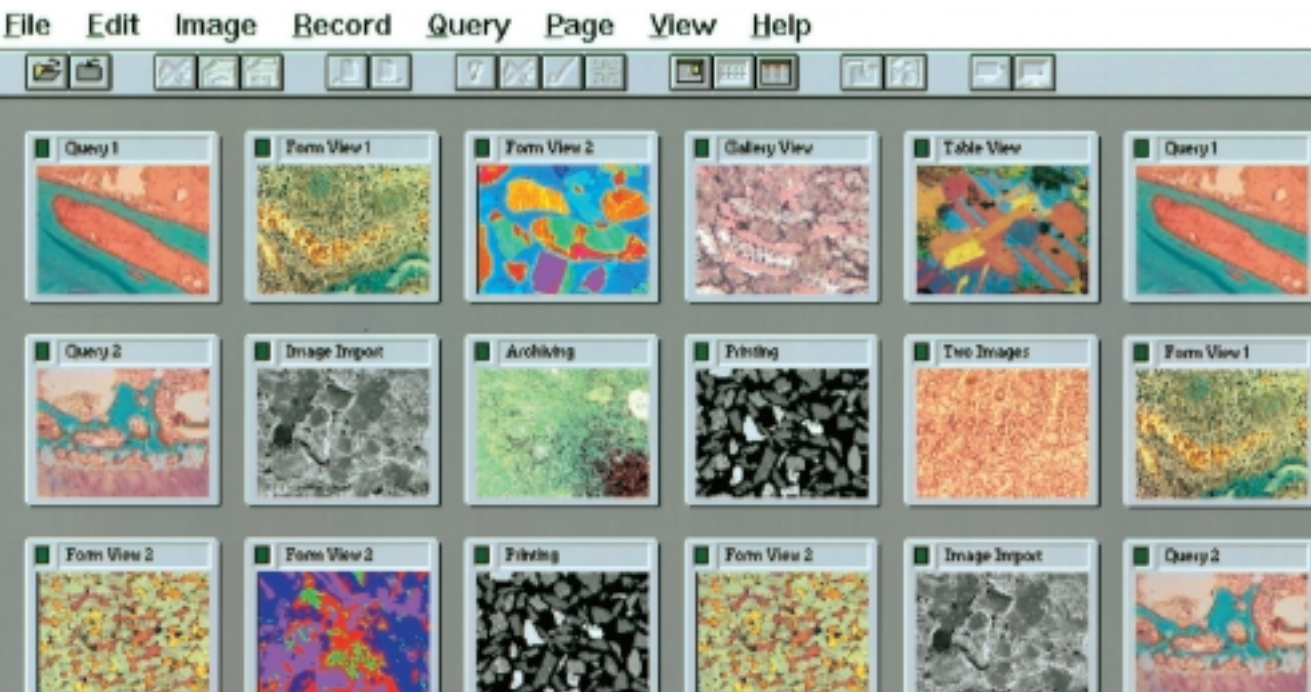 File Edit Image Record Query Page View Help
Query 1 Form View 1 Form View 2 Gallery View Table View Query 1
Query 2 Image Import Archiving Printing Two Images Form View 1
Form View 2 Form View 2 Printing Form View 2 Image Import Query 2